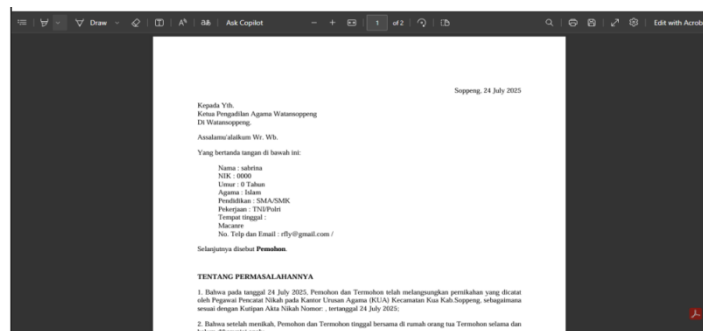 Draw
Ask Copilot
1 of 2
Edit with Acrob
Soppeng, 24 July 2025
Kepada Yth.
Ketua Pengadilan Agama Watansoppeng
Di Watansoppeng.
Assalamu'alaikum Wr. Wb.
Yang bertanda tangan di bawah ini:
Nama : sabrina
NIK : 0000
Umur : 0 Tahun
Agama : Islam
Pendidikan : SMA/SMK
Pekerjaan : TNI/Polri
Tempat tinggal :
Macanre
No. Telp dan Email : rfly@gmail.com /
Selanjutnya disebut Pemohon.
TENTANG PERMASALAHANNYA
1. Bahwa pada tanggal 24 July 2025, Pemohon dan Termohon telah melangsungkan pernikahan yang dicatat
oleh Pegawai Pencatat Nikah pada Kantor Urusan Agama (KUA) Kecamatan Kua Kab.Soppeng, sebagaimana
sesuai dengan Kutipan Akta Nikah Nomor: , tertanggal 24 July 2025;
2. Bahwa setelah menikah, Pemohon dan Termohon tinggal bersama di rumah orang tua Termohon selama dan